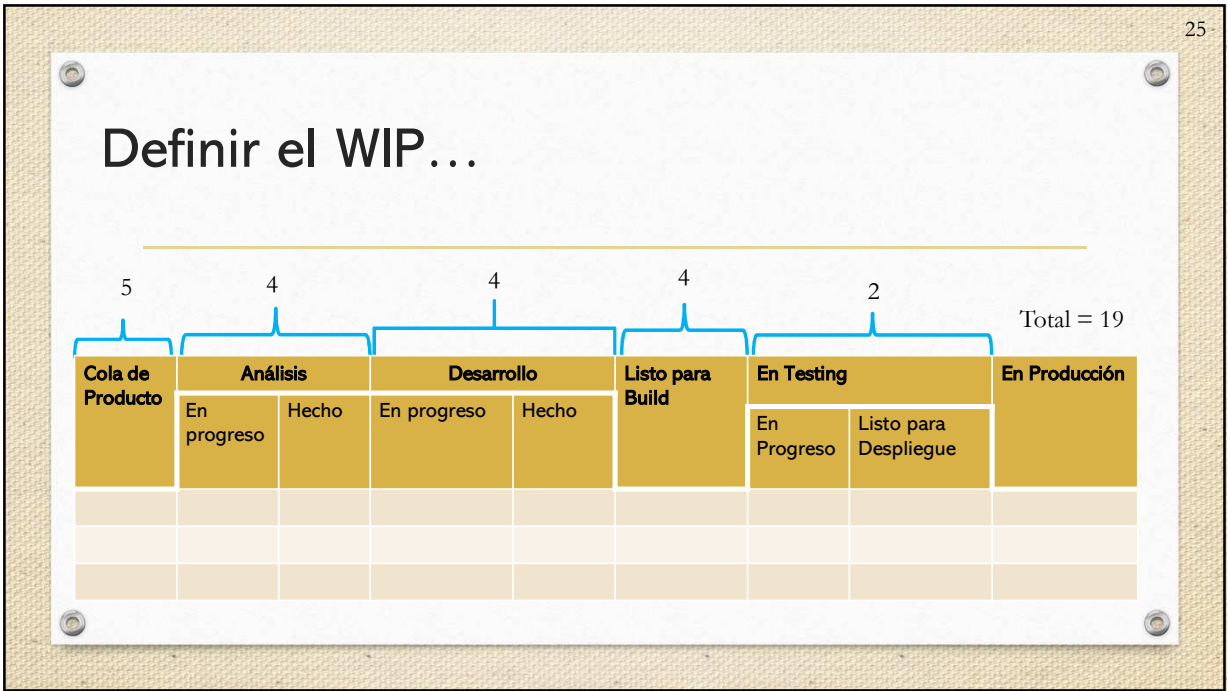 25
Definir el WIP…
5
4
4
4
2
Total = 19
Cola de
Producto
Análisis
Desarrollo
Listo para
Build
En Testing
En Producción
En
progreso
Hecho
En progreso
Hecho
En
Progreso
Listo para
Despliegue